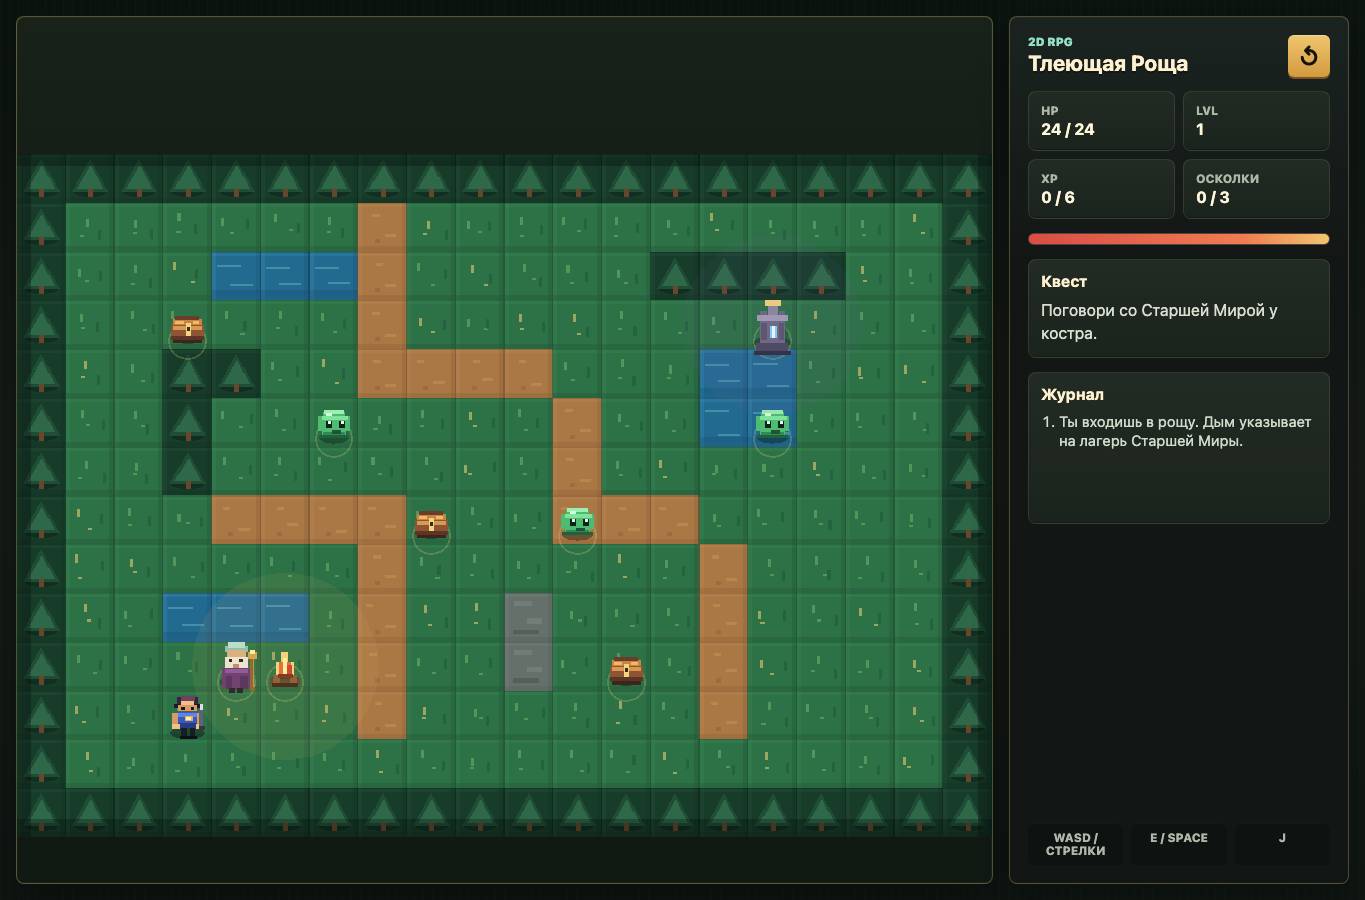 2D RPG
Тлеющая Роща
HP
24 / 24
LVL
1
XP
0 / 6
ОСКОЛКИ
0 / 3
Квест
Поговори со Старшей Мирой у
костра.
Журнал
1. Ты входишь в рощу. Дым указывает
на лагерь Старшей Миры.
WASD /
СТРЕЛКИ
E / SPACE
J